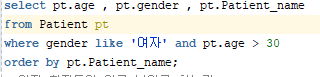 select pt.age , pt.gender , pt.Patient_name
from Patient pt
where gender like '여자' and pt.age > 30
order by pt.Patient_name;